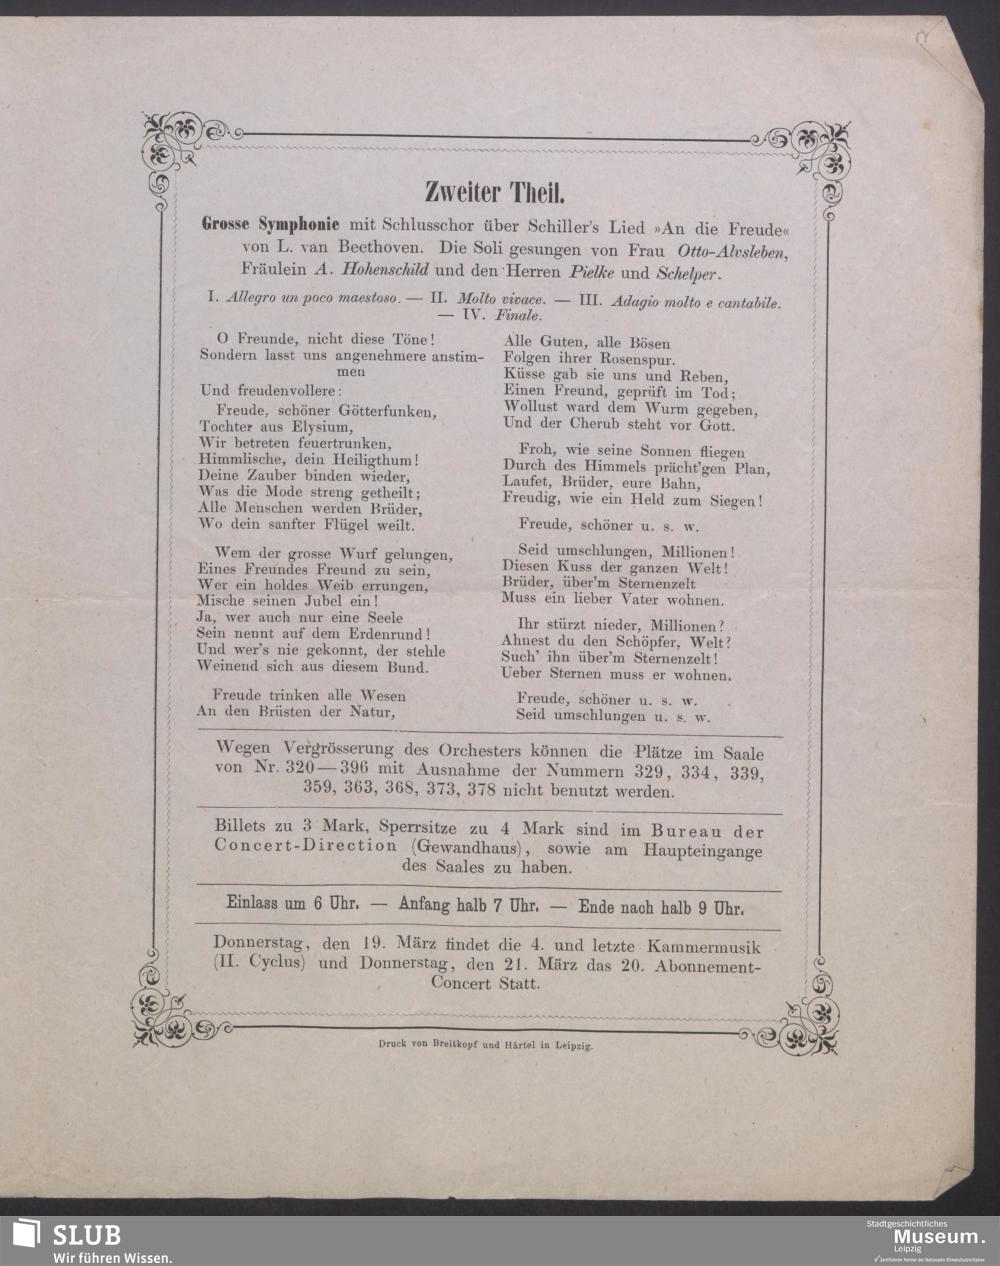 Zweiter Theil.
Grosse Symphonie mit Schlusschor über Schiller's Lied »An die Freude«
von L. van Beethoven. Die Soli gesungen von Frau Otto-Alvsleben,
Fräulein A. Hohenschild und den Herren Pielke und Schelper.
I. Allegro un poco maestoso. — II. Molto vivace. — III. Adagio molto e cantabile.
— IV. Finale.
O Freunde, nicht diese Töne!
Sondern lasst uns angenehmere anstim-
men
Und freudenvollere:
Freude, schöner Götterfunken,
Tochter aus Elysium,
Wir betreten feuertrunken,
Himmlische, dein Heiligthum!
Deine Zauber binden wieder,
Was die Mode streng getheilt;
Alle Menschen werden Brüder,
Wo dein sanfter Flügel weilt.
Wem der grosse Wurf gelungen,
Eines Freundes Freund zu sein,
Wer ein holdes Weib errungen,
Mische seinen Jubel ein!
Ja, wer auch nur eine Seele
Sein nennt auf dem Erdenrund!
Und wer's nie gekonnt, der stehle
Weinend sich aus diesem Bund.
Freude trinken alle Wesen
An den Brüsten der Natur,
Alle Guten, alle Bösen
Folgen ihrer Rosenspur.
Küsse gab sie uns und Reben,
Einen Freund, geprüft im Tod;
Wollust ward dem Wurm gegeben,
Und der Cherub steht vor Gott.
Froh, wie seine Sonnen fliegen
Durch des Himmels prächt'gen Plan,
Laufet, Brüder, eure Bahn,
Freudig, wie ein Held zum Siegen!
Freude, schöner u. s. w.
Seid umschlungen, Millionen!
Diesen Kuss der ganzen Welt!
Brüder, über'm Sternenzelt
Muss ein lieber Vater wohnen.
Ihr stürzt nieder, Millionen?
Ahnest du den Schöpfer, Welt?
Such' ihn über'm Sternenzelt!
Ueber Sternen muss er wohnen.
Freude, schöner u. s. w.
Seid umschlungen u. s. w.
Wegen Vergrösserung des Orchesters können die Plätze im Saale
von Nr. 320—396 mit Ausnahme der Nummern 329, 334, 339,
359, 363, 368, 373, 378 nicht benutzt werden.
Billets zu 3 Mark, Sperrsitze zu 4 Mark sind im Bureau der
Concert-Direction (Gewandhaus), sowie am Haupteingange
des Saales zu haben.
Einlass um 6 Uhr. — Anfang halb 7 Uhr. — Ende nach halb 9 Uhr.
Donnerstag, den 19. März findet die 4. und letzte Kammermusik
(II. Cyclus) und Donnerstag, den 21. März das 20. Abonnement-
Concert Statt.
Druck von Breitkopf und Härtel in Leipzig.
SLUB
Wir führen Wissen.
Stadtgeschichtliches
Museum.
Leipzig
Zertifizierter Partner der Nationalen Klimaschutzinitiative